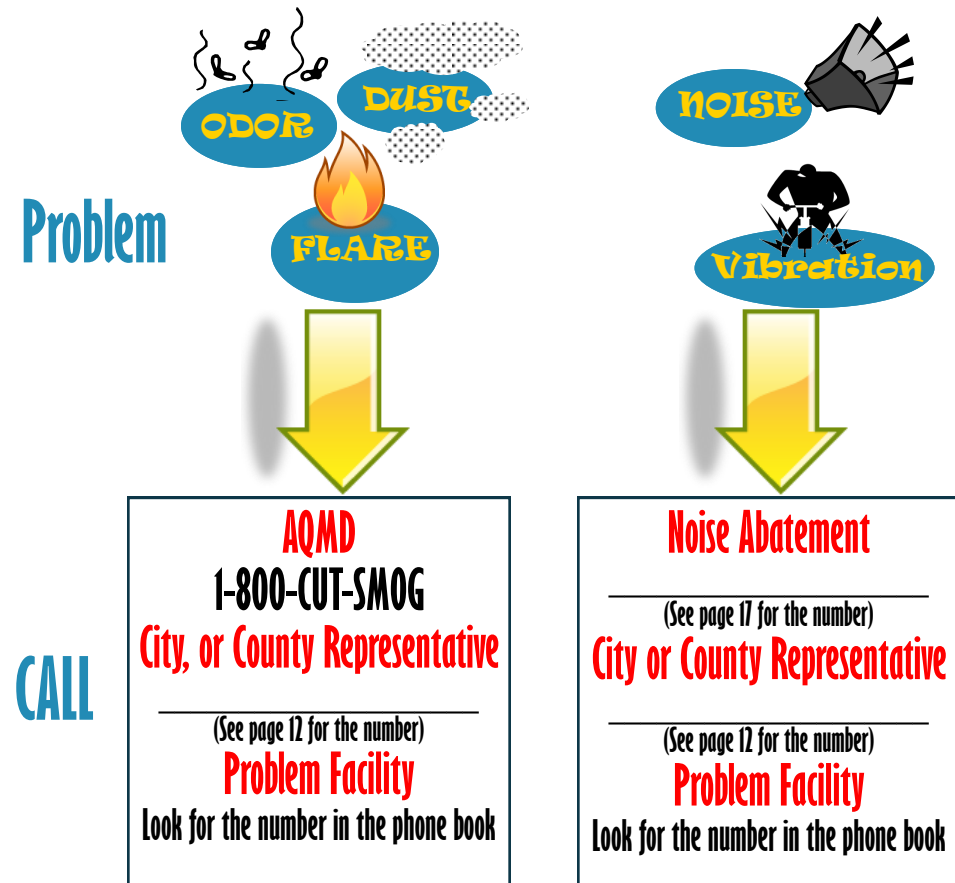 ODOR
DUST
FLARE
NOISE
Vibration
Problem
CALL
AQMD
1-800-CUT-SMOG
City, or County Representative
(See page 12 for the number)
Problem Facility
Look for the number in the phone book
Noise Abatement
(See page 17 for the number)
City or County Representative
(See page 12 for the number)
Problem Facility
Look for the number in the phone book